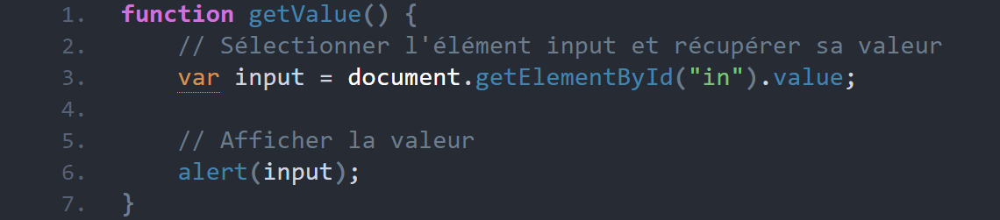 1. function getValue() {
2. // Sélectionner l'élément input et récupérer sa valeur
3. var input = document.getElementById("in").value;
4.
5. // Afficher la valeur
6. alert(input);
7. }